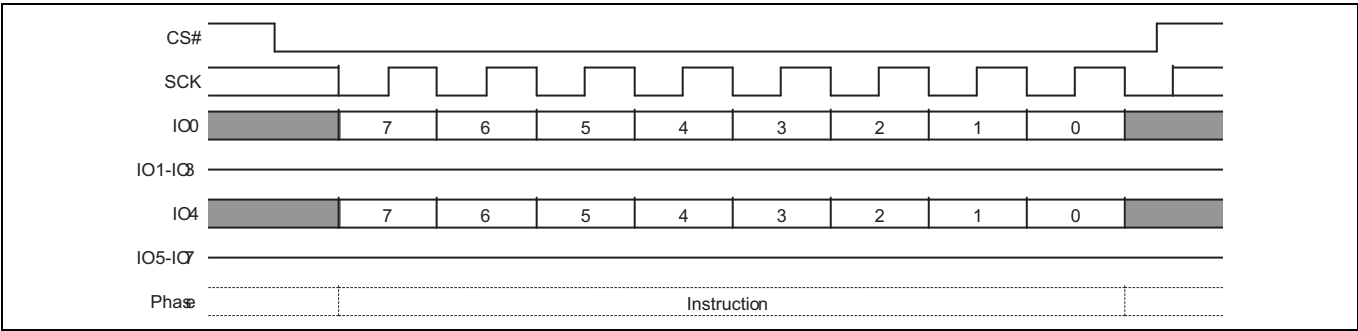 CS#
SCK
IO0 7 6 5 4 3 2 1 0
IO1-IO3
IO4 7 6 5 4 3 2 1 0
IO5-IO7
Phase Instruction